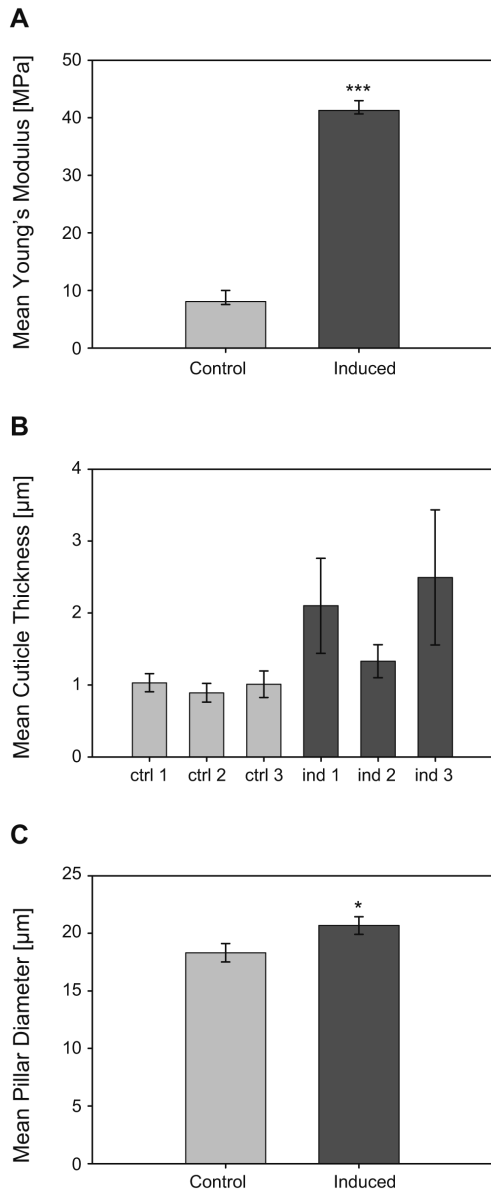 A
Mean Young's Modulus [MPa]
50
40
30
20
10
0
***
Control
Induced
B
Mean Cuticle Thickness [µm]
4
3
2
1
0
ctrl 1
ctrl 2
ctrl 3
ind 1
ind 2
ind 3
C
Mean Pillar Diameter [µm]
25
20
15
10
5
0
*
Control
Induced